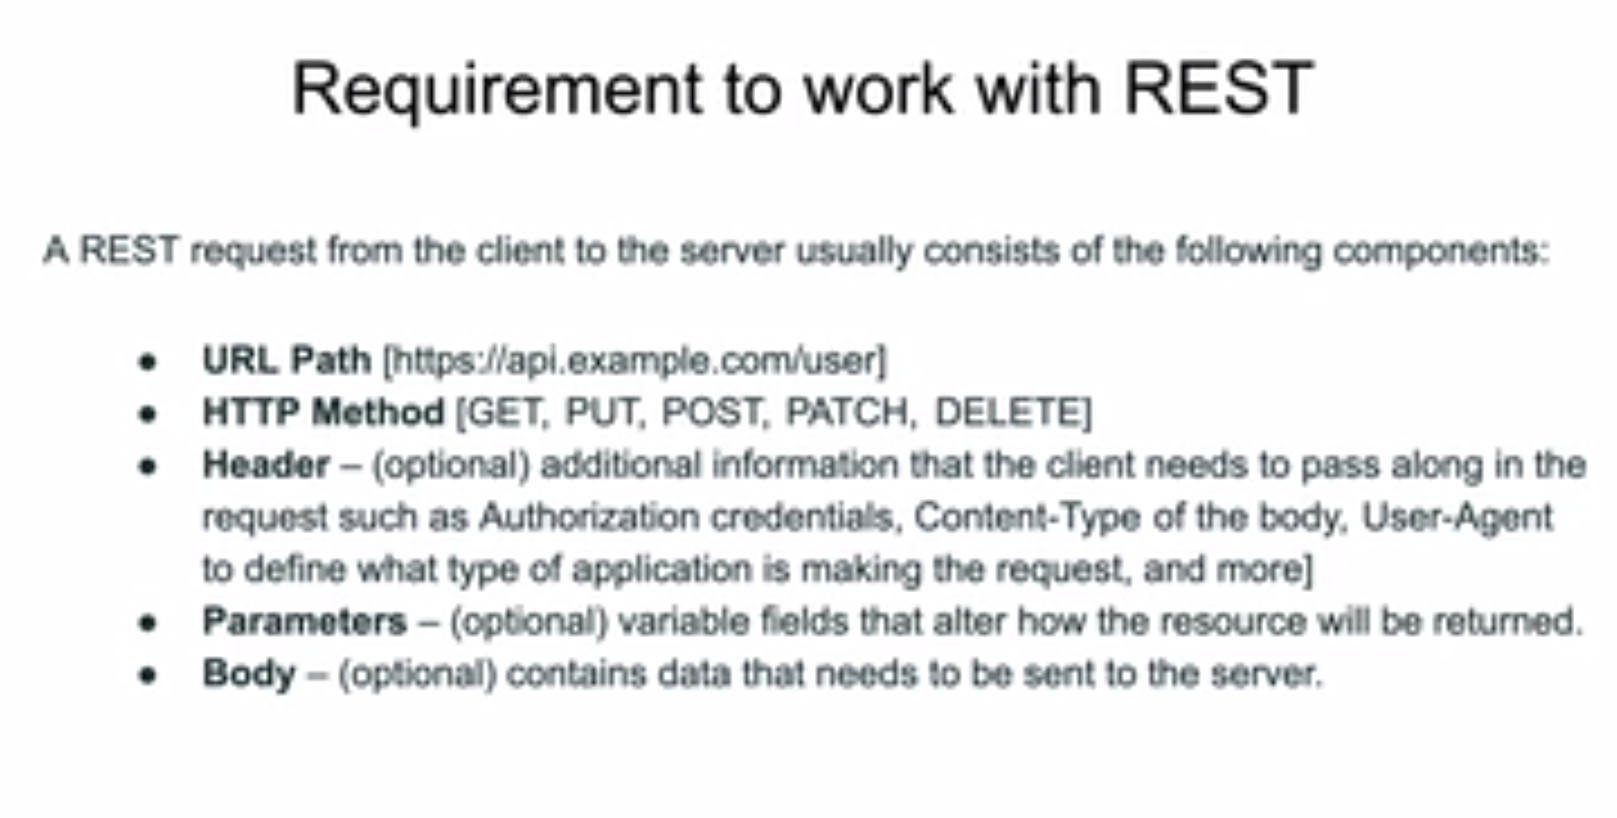 Requirement to work with REST
A REST request from the client to the server usually consists of the following components:
● URL Path [https://api.example.com/user]
● HTTP Method [GET, PUT, POST, PATCH, DELETE]
● Header – (optional) additional information that the client needs to pass along in the
request such as Authorization credentials, Content-Type of the body, User-Agent
to define what type of application is making the request, and more]
● Parameters – (optional) variable fields that alter how the resource will be returned.
● Body – (optional) contains data that needs to be sent to the server.